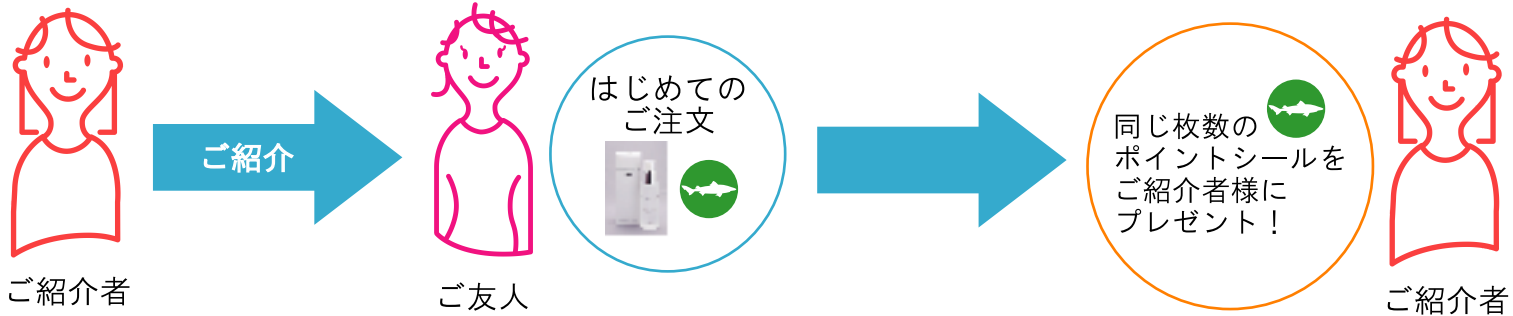 ご紹介者
ご紹介
ご友人
はじめての
ご注文
同じ枚数の
ポイントシールを
ご紹介者様に
プレゼント！
ご紹介者